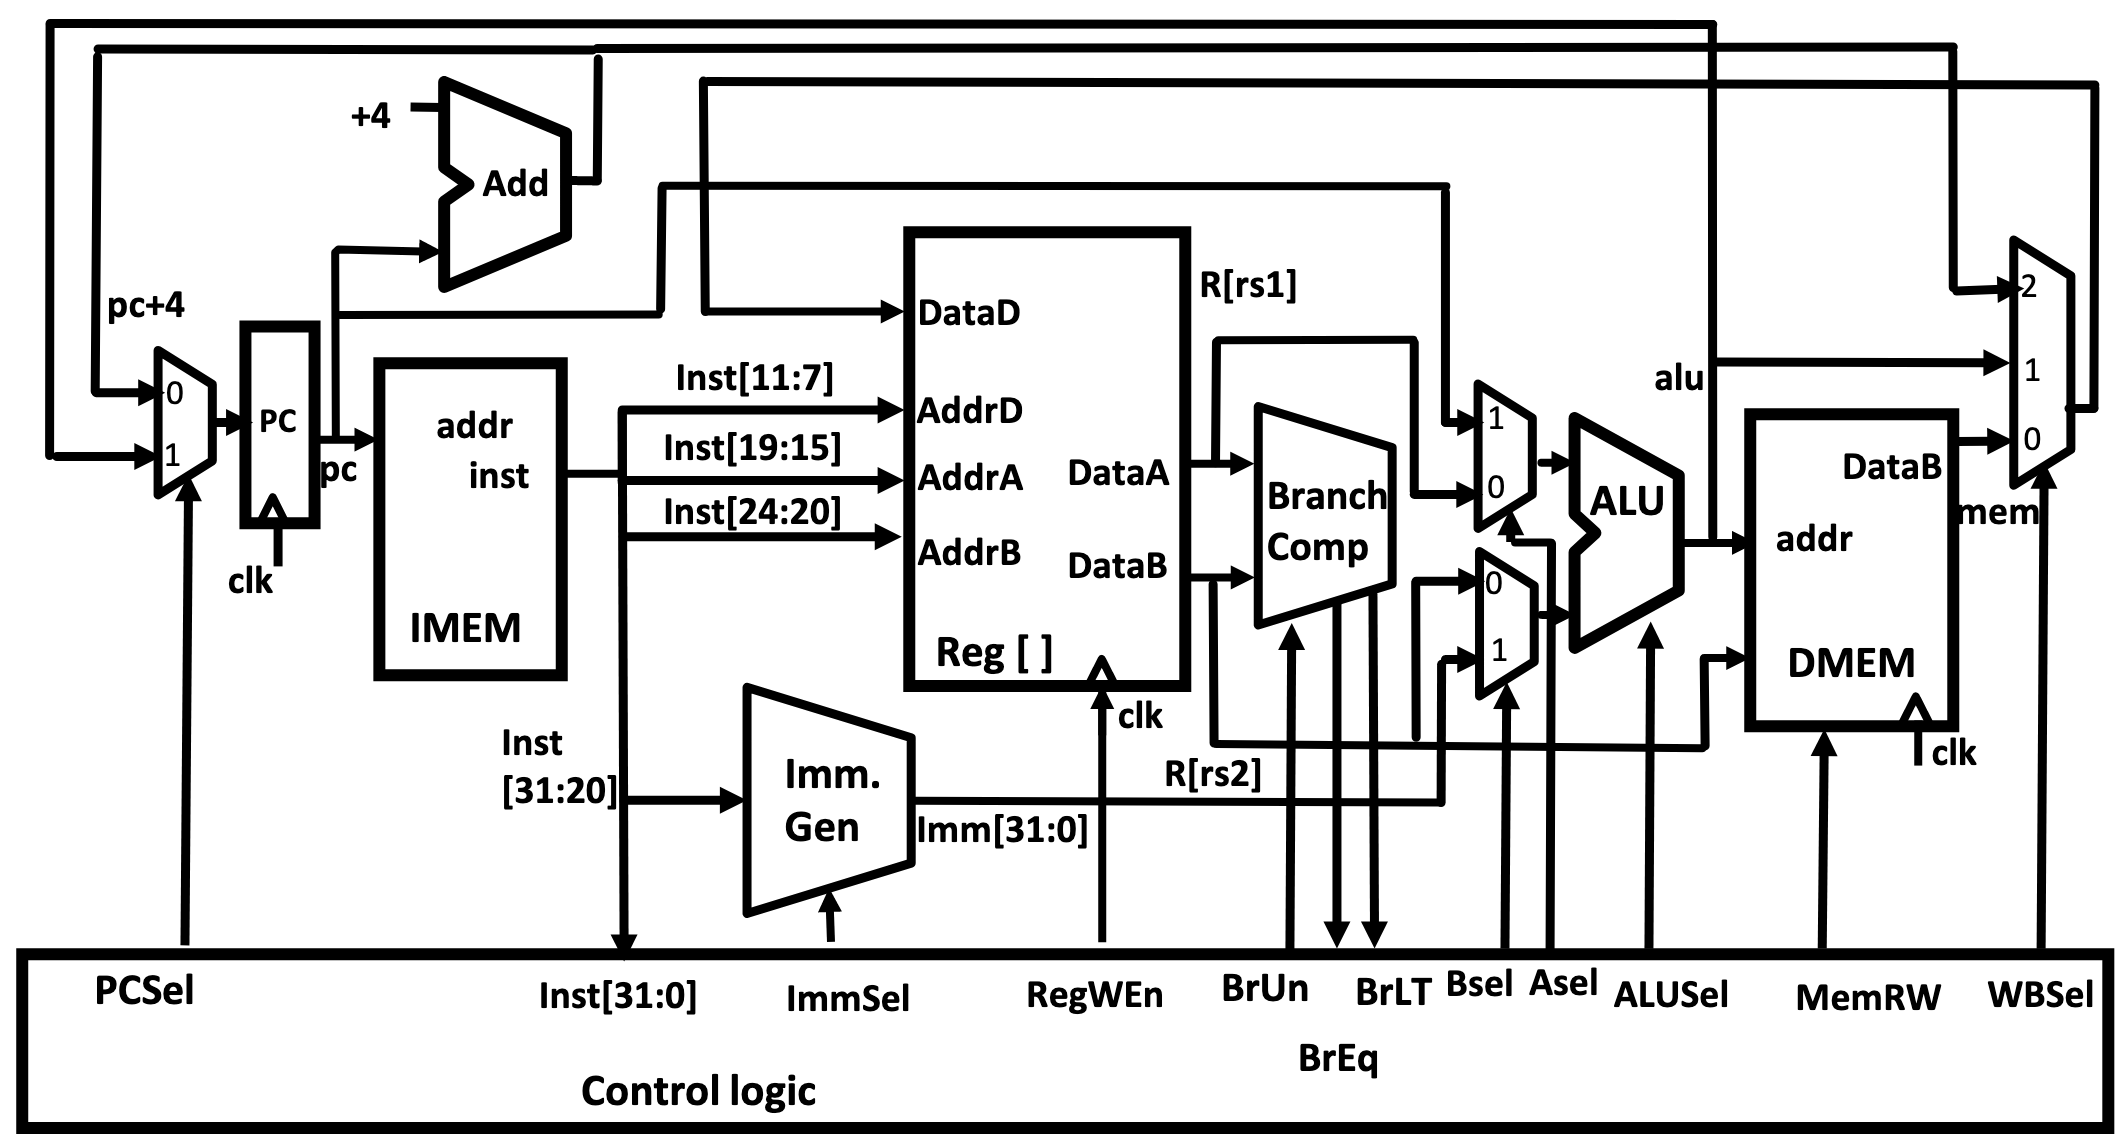 +4
Add
pc+4
0
1
PC
clk
pc
addr
inst
IMEM
Inst[11:7]
Inst[19:15]
Inst[24:20]
DataD
AddrD
AddrA
AddrB
DataA
DataB
Reg [ ]
clk
R[rs1]
Branch
Comp
1
0
0
1
ALU
alu
DataB
addr
DMEM
clk
mem
2
1
0
Inst
[31:20]
Imm.
Gen
Imm[31:0]
R[rs2]
PCSel
Inst[31:0]
ImmSel
RegWEn
BrUn
BrLT
Bsel
Asel
ALUSel
MemRW
WBSel
BrEq
Control logic